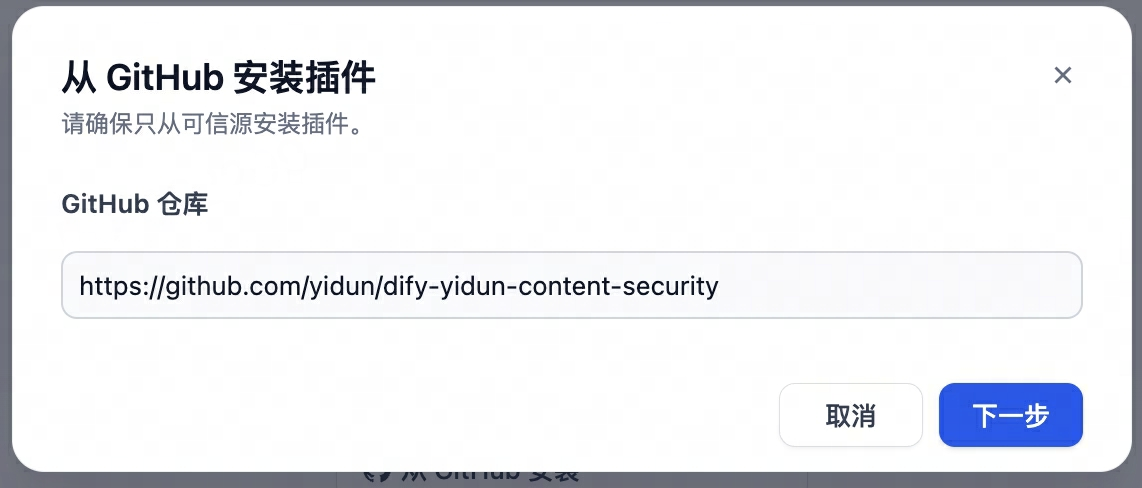 从 GitHub 安装插件
请确保只从可信源安装插件。
GitHub 仓库
https://github.com/yidun/dify-yidun-content-security
取消
下一步
从 GitHub 安装